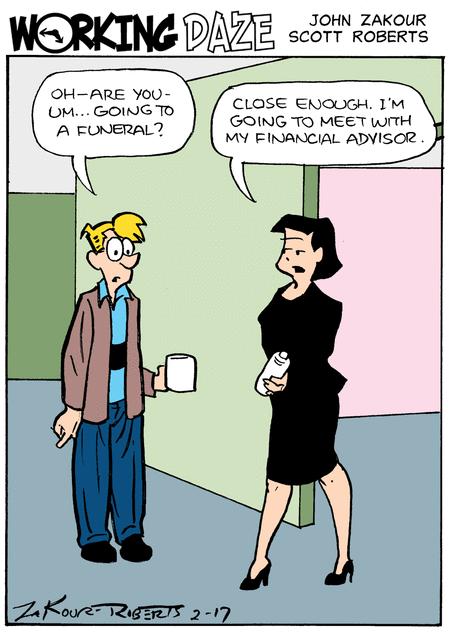 WORKING DAZE
JOHN ZAKOUR
SCOTT ROBERTS
OH-ARE YOU-
UM... GOING TO
A FUNERAL?
CLOSE ENOUGH. I'M
GOING TO MEET WITH
MY FINANCIAL ADVISOR.
ZAKOUR-ROBERTS 2-17